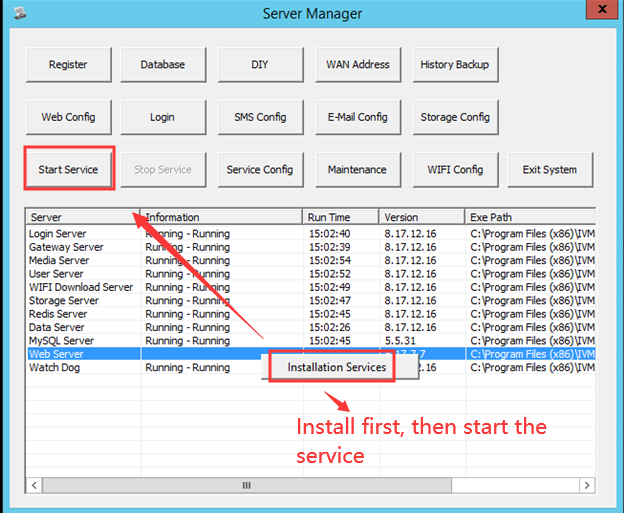 Server Manager
X
Register
Database
DIY
WAN Address
History Backup
Web Config
Login
SMS Config
E-Mail Config
Storage Config
Start Service
Stop Service
Service Config
Maintenance
WIFI Config
Exit System
Server Information Run Time Version Exe Path
Login Server Running - Running 15:02:40 8.17.12.16 C:\Program Files (x86)\IVM
Gateway Server Running - Running 15:02:39 8.17.12.16 C:\Program Files (x86)\IVM
Media Server Running - Running 15:02:54 8.17.12.16 C:\Program Files (x86)\IVM
User Server Running - Running 15:02:52 8.17.12.16 C:\Program Files (x86)\IVM
WIFI Download Server Running - Running 15:02:49 8.17.12.16 C:\Program Files (x86)\IVM
Storage Server Running - Running 15:02:47 8.17.12.16 C:\Program Files (x86)\IVM
Redis Server Running - Running 15:02:45 8.17.12.16 C:\Program Files (x86)\IVM
Data Server Running - Running 15:02:26 8.17.12.16 C:\Program Files (x86)\IVM
MySQL Server Running - Running 15:02:45 5.5.31 C:\Program Files (x86)\IVM
Web Server C:\Program Files (x86)\IVM
Watch Dog Running - Running 2.16 C:\Program Files (x86)\IVM
Installation Services
Install first, then start the
service